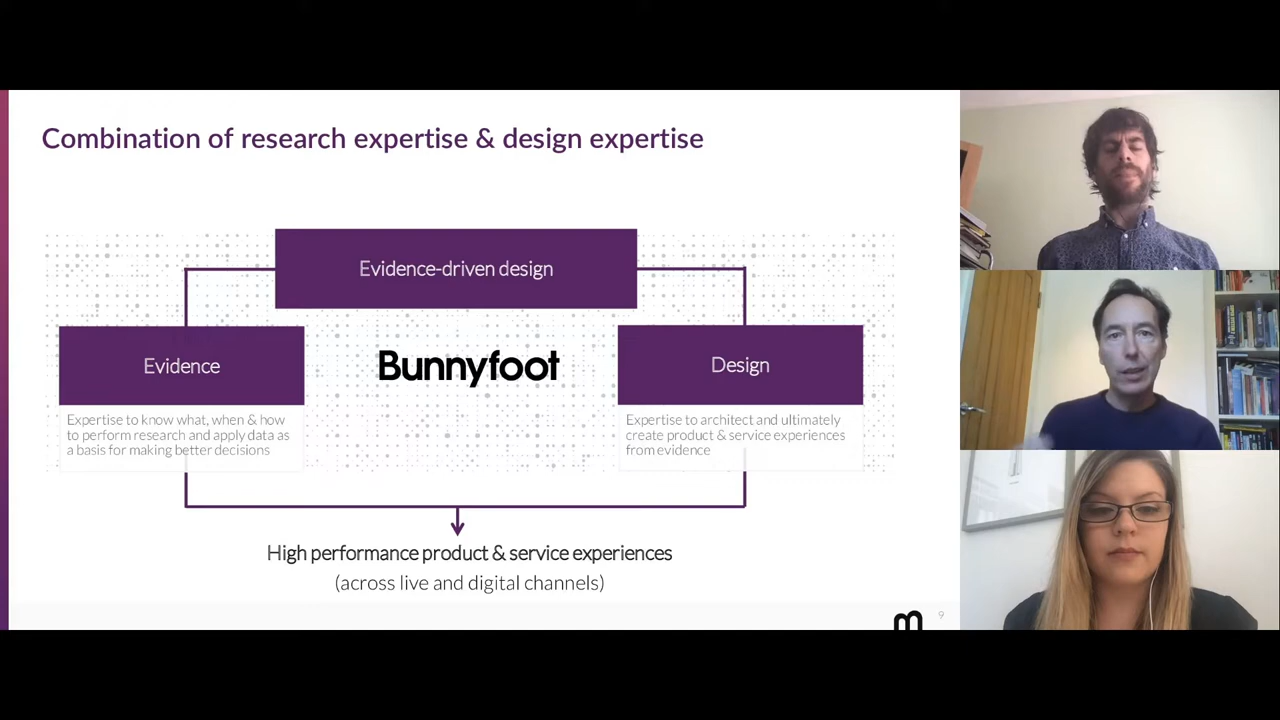 Combination of research expertise & design expertise
Evidence-driven design
Evidence
Bunnyfoot
Design
Expertise to know what, when & how
to perform research and apply data as
a basis for making better decisions
Expertise to architect and ultimately
create product & service experiences
from evidence
High performance product & service experiences
(across live and digital channels)
9